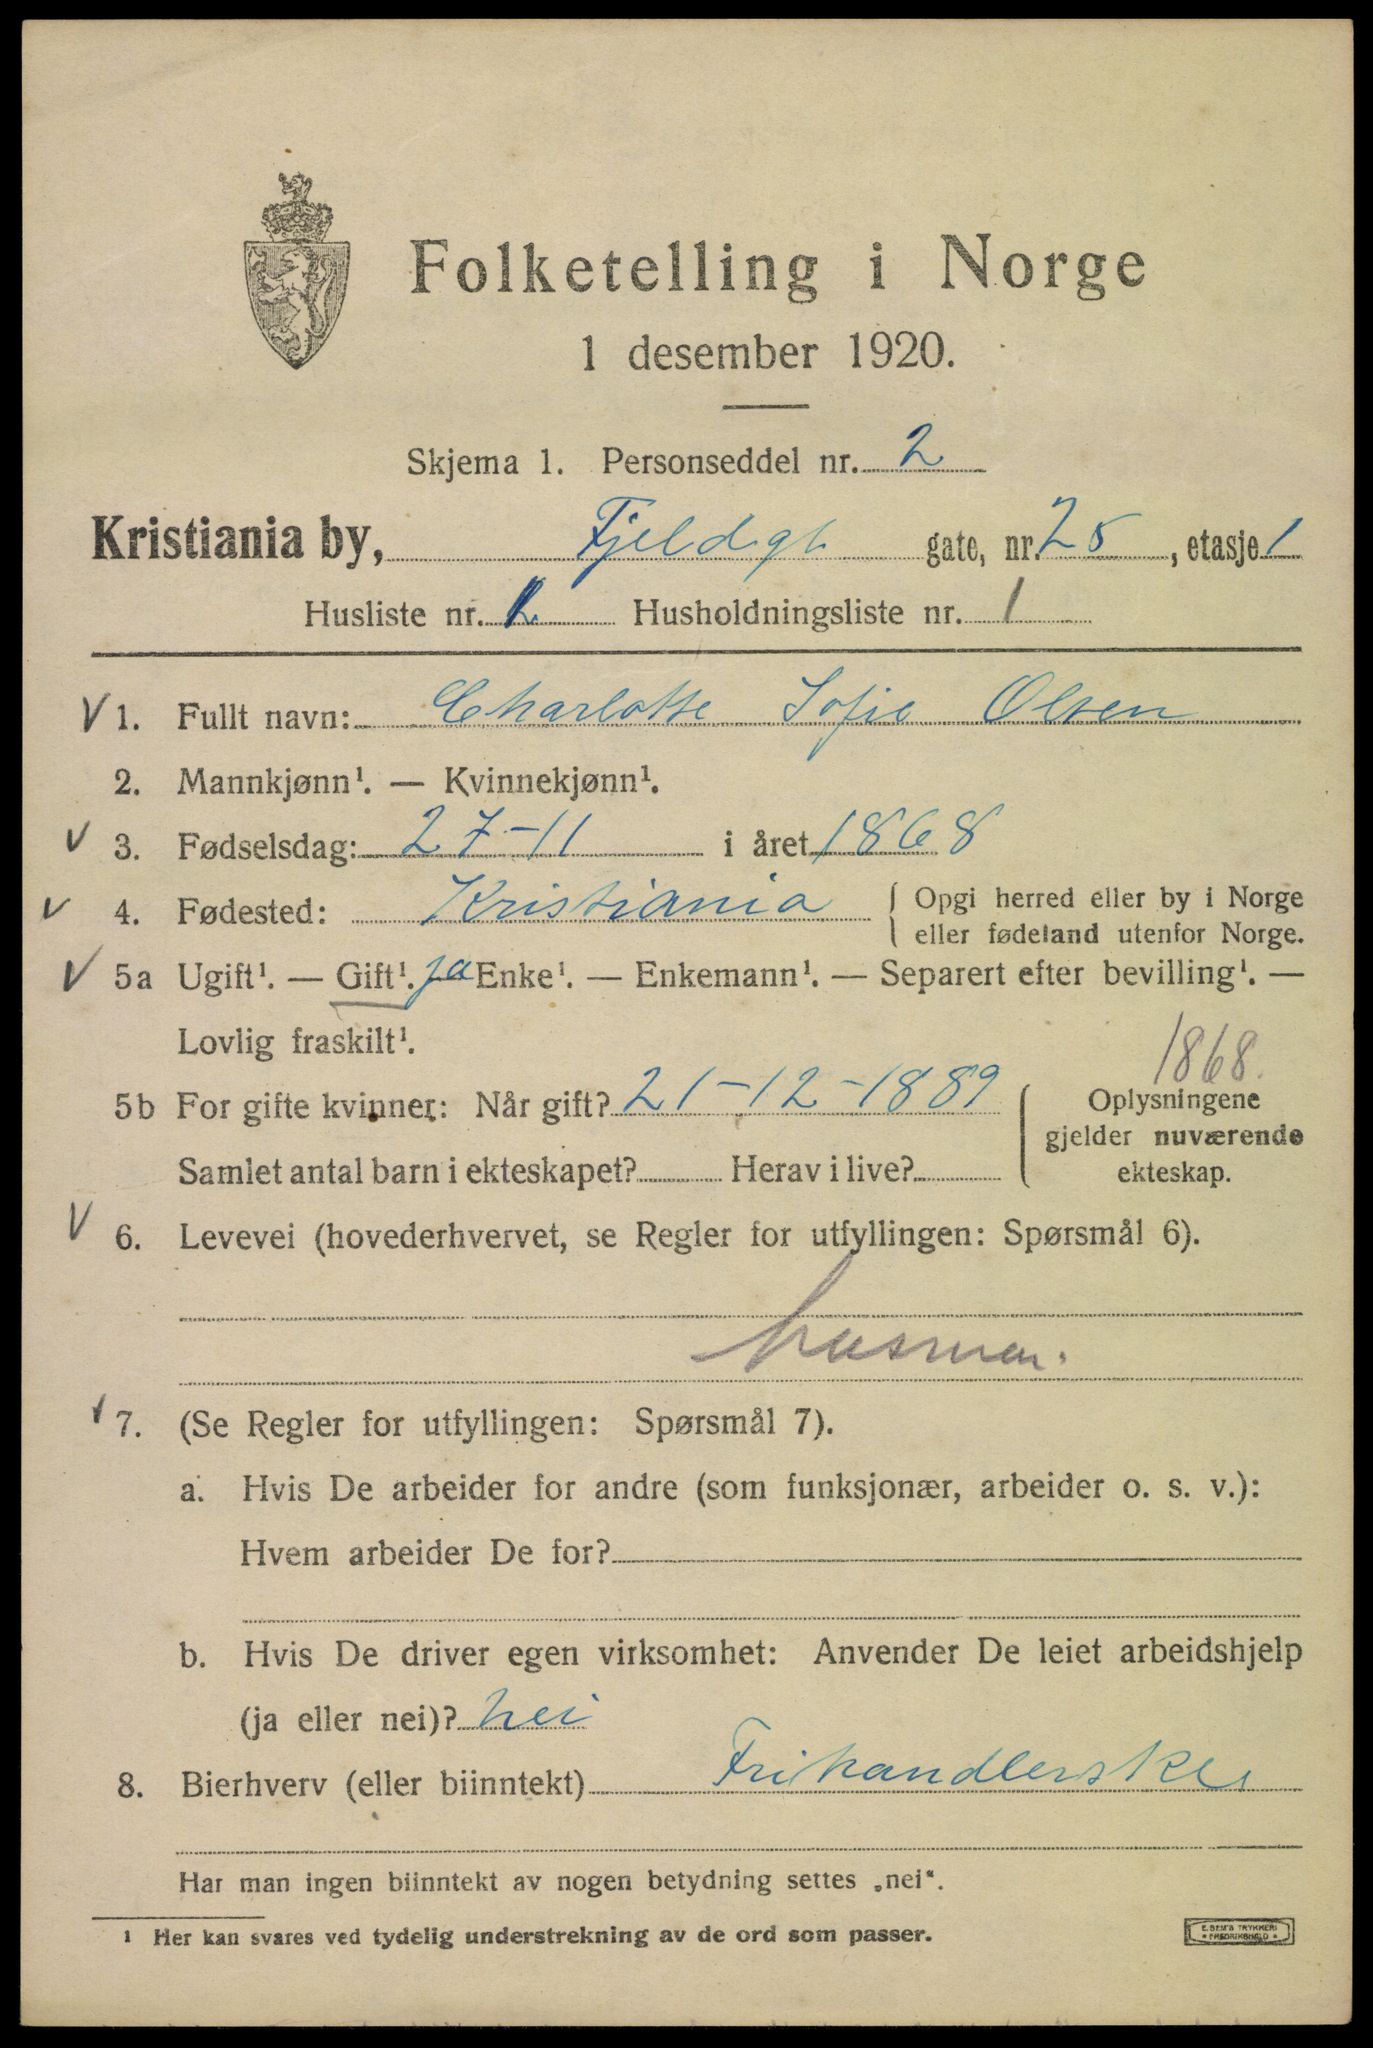 Folketelling i Norge
1 desember 1920.
Skjema 1. Personseddel nr. 2
Kristiania by, Fjeldgt gate, nr. 25, etasje 1
Husliste nr. 2 Husholdningsliste nr. 1
V 1. Fullt navn: Charlotte Sofie Olsen
2. Mannkjønn¹. — Kvinnekjønn¹.
V 3. Fødselsdag: 27-11 i året 1868
V 4. Fødested: Kristiania { Opgi herred eller by i Norge
eller fødeland utenfor Norge.
V 5a Ugift¹. — Gift¹. ja Enke¹. — Enkemann¹. — Separert efter bevilling¹. —
Lovlig fraskilt¹.
1868.
5b For gifte kvinner: Når gift? 21-12-1889 { Oplysningene
gjelder nuværende
Samlet antal barn i ekteskapet? Herav i live? ekteskap.
V 6. Levevei (hovederhvervet, se Regler for utfyllingen: Spørsmål 6).
husmor.
7. (Se Regler for utfyllingen: Spørsmål 7).
a. Hvis De arbeider for andre (som funksjonær, arbeider o. s. v.):
Hvem arbeider De for?
b. Hvis De driver egen virksomhet: Anvender De leiet arbeidshjelp
(ja eller nei)? nei
8. Bierhverv (eller biinntekt) Frihandlerske
Har man ingen biinntekt av nogen betydning settes „nei".
¹ Her kan svares ved tydelig understrekning av de ord som passer.
E. SEM'S TRYKKERI
* FREDRIKSHALD *